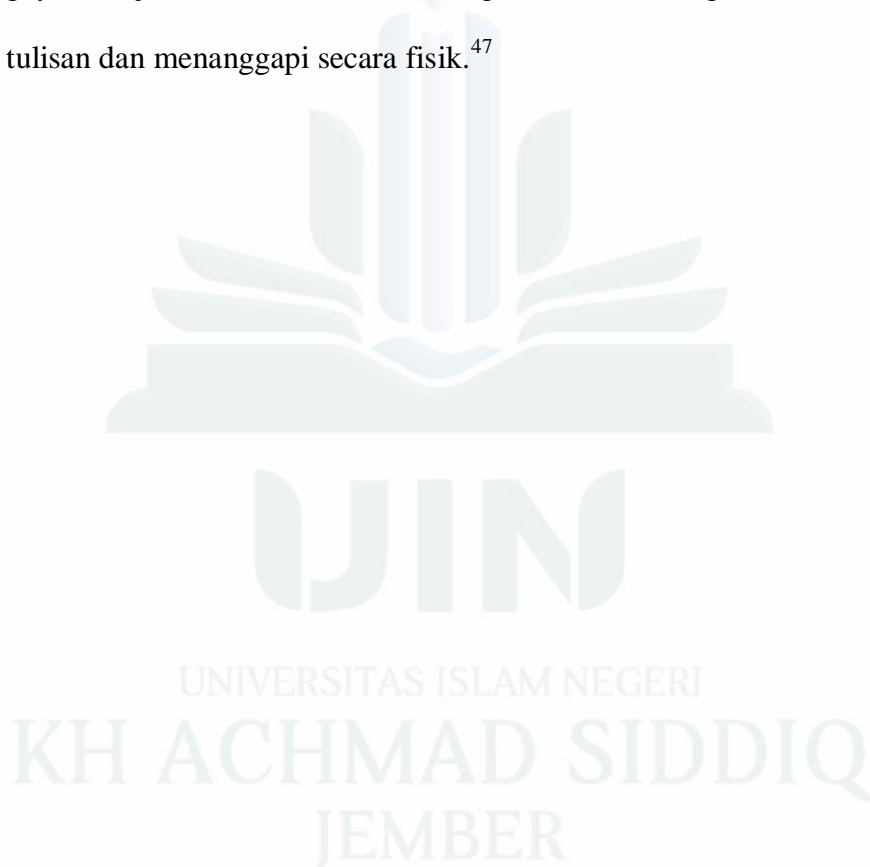 tulisan dan menanggapi secara fisik.47
UIN
UNIVERSITAS ISLAM NEGERI
KH ACHMAD SIDDIQ
JEMBER